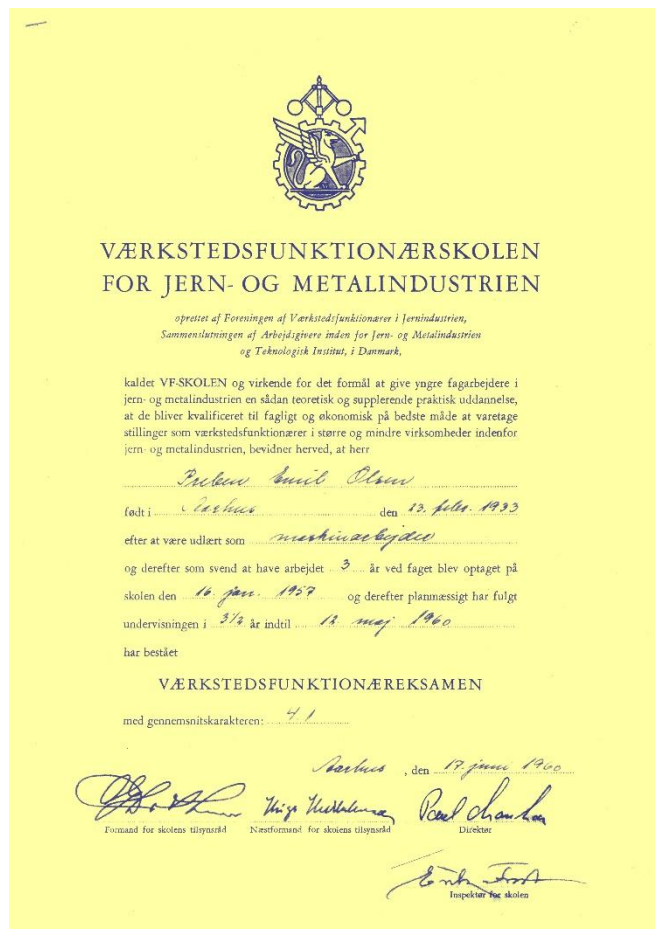 VÆRKSTEDSFUNKTIONÆRSKOLEN
FOR JERN- OG METALINDUSTRIEN
oprettet af Foreningen af Værkstedsfunktionærer i Jernindustrien,
Sammenslutningen af Arbejdsgivere inden for Jern- og Metalindustrien
og Teknologisk Institut, i Danmark,
kaldet VF-SKOLEN og virkende for det formål at give yngre fagarbejdere i
jern- og metalindustrien en sådan teoretisk og supplerende praktisk uddannelse,
at de bliver kvalificeret til fagligt og økonomisk på bedste måde at varetage
stillinger som værkstedsfunktionærer i større og mindre virksomheder indenfor
jern- og metalindustrien, bevidner herved, at herr
Preben Emil Olsen
født i Aarhus den 23. febr. 1933
efter at være udlært som maskinarbejder
og derefter som svend at have arbejdet 3 år ved faget blev optaget på
skolen den 16. jan. 1957 og derefter planmæssigt har fulgt
undervisningen i 3½ år indtil 12 maj 1960
har bestået
VÆRKSTEDSFUNKTIONÆREKSAMEN
med gennemsnitskarakteren: 4.1
Aarhus, den 17. juni 1960
Formand for skolens tilsynsråd Næstformand for skolens tilsynsråd Direktør
Inspektør for skolen